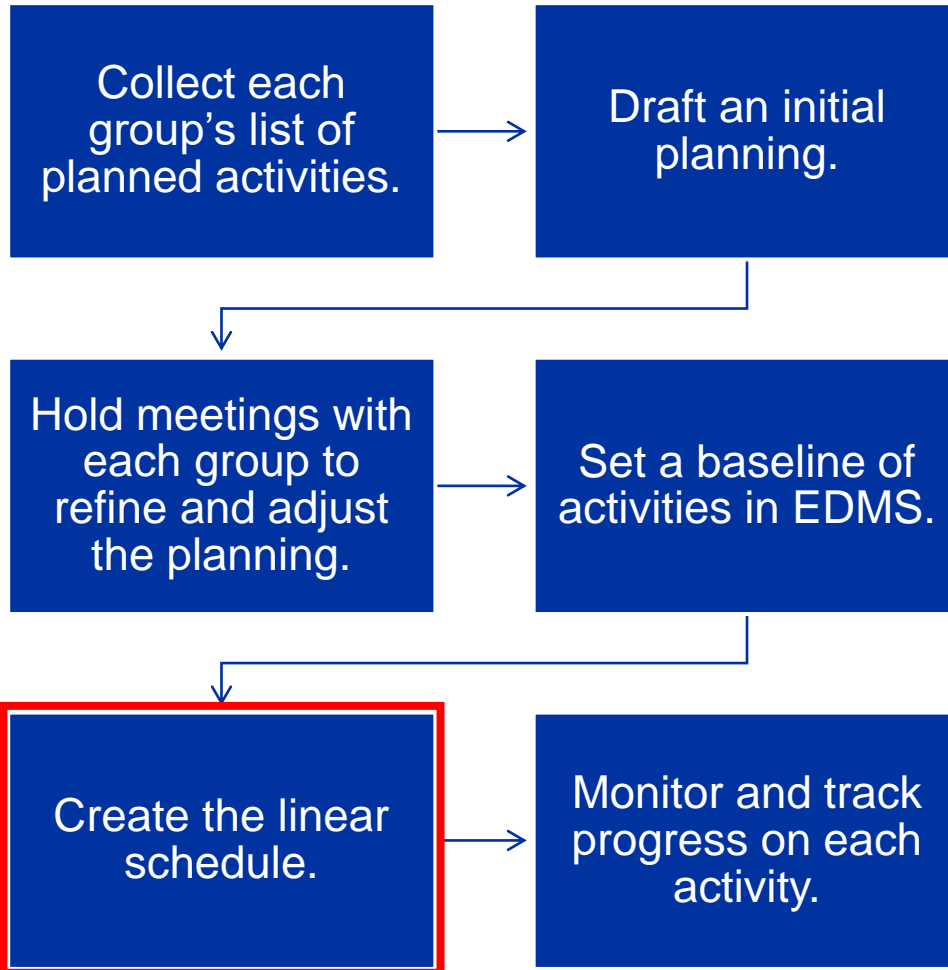 Collect each
group’s list of
planned activities.
Draft an initial
planning.
Hold meetings with
each group to
refine and adjust
the planning.
Set a baseline of
activities in EDMS.
Create the linear
schedule.
Monitor and track
progress on each
activity.